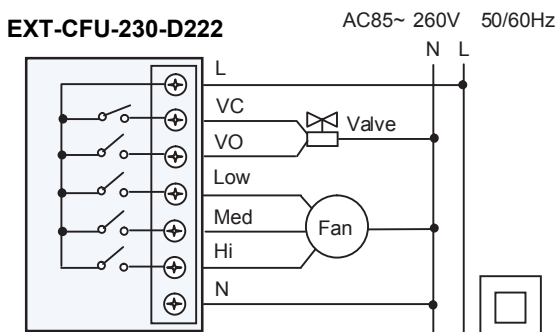 EXT-CFU-230-D222
AC85~ 260V 50/60Hz
N L
L
VC
VO
Valve
Low
Med
Hi
Fan
N